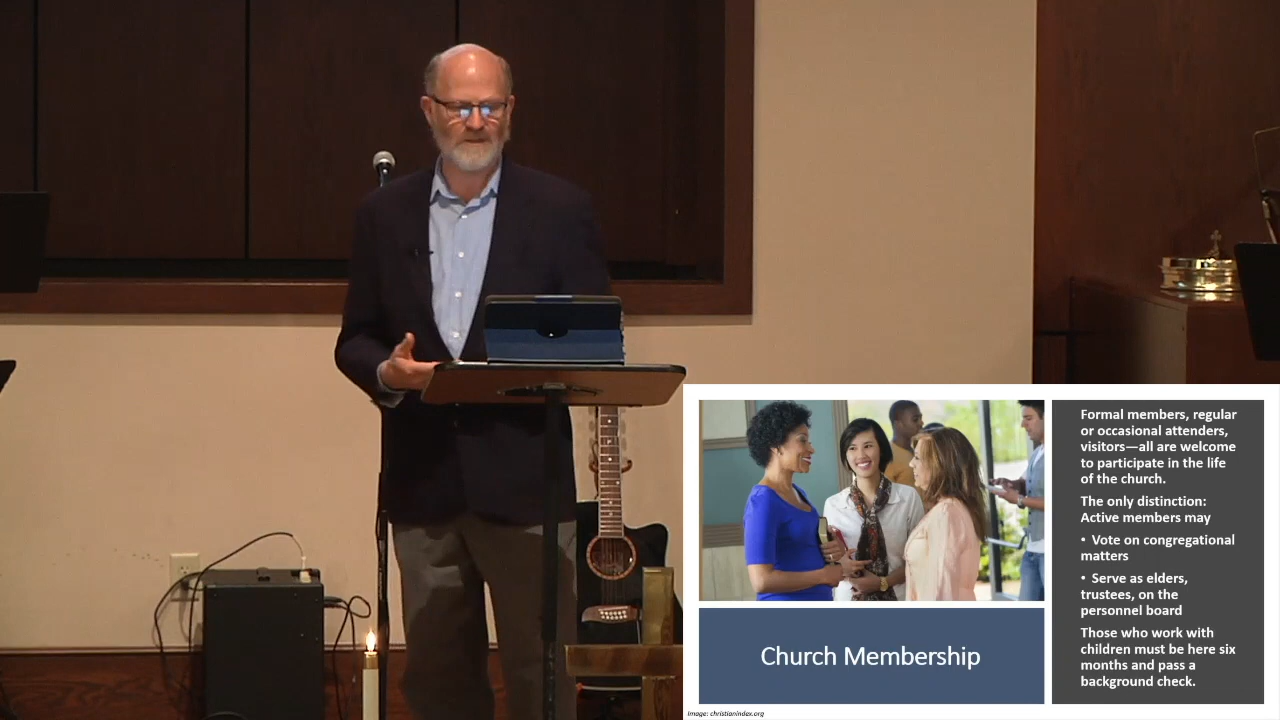 Formal members, regular
or occasional attenders,
visitors—all are welcome
to participate in the life
of the church.
The only distinction:
Active members may
• Vote on congregational
matters
• Serve as elders,
trustees, on the
personnel board
Those who work with
children must be here six
months and pass a
background check.
Church Membership
Image: christianindex.org